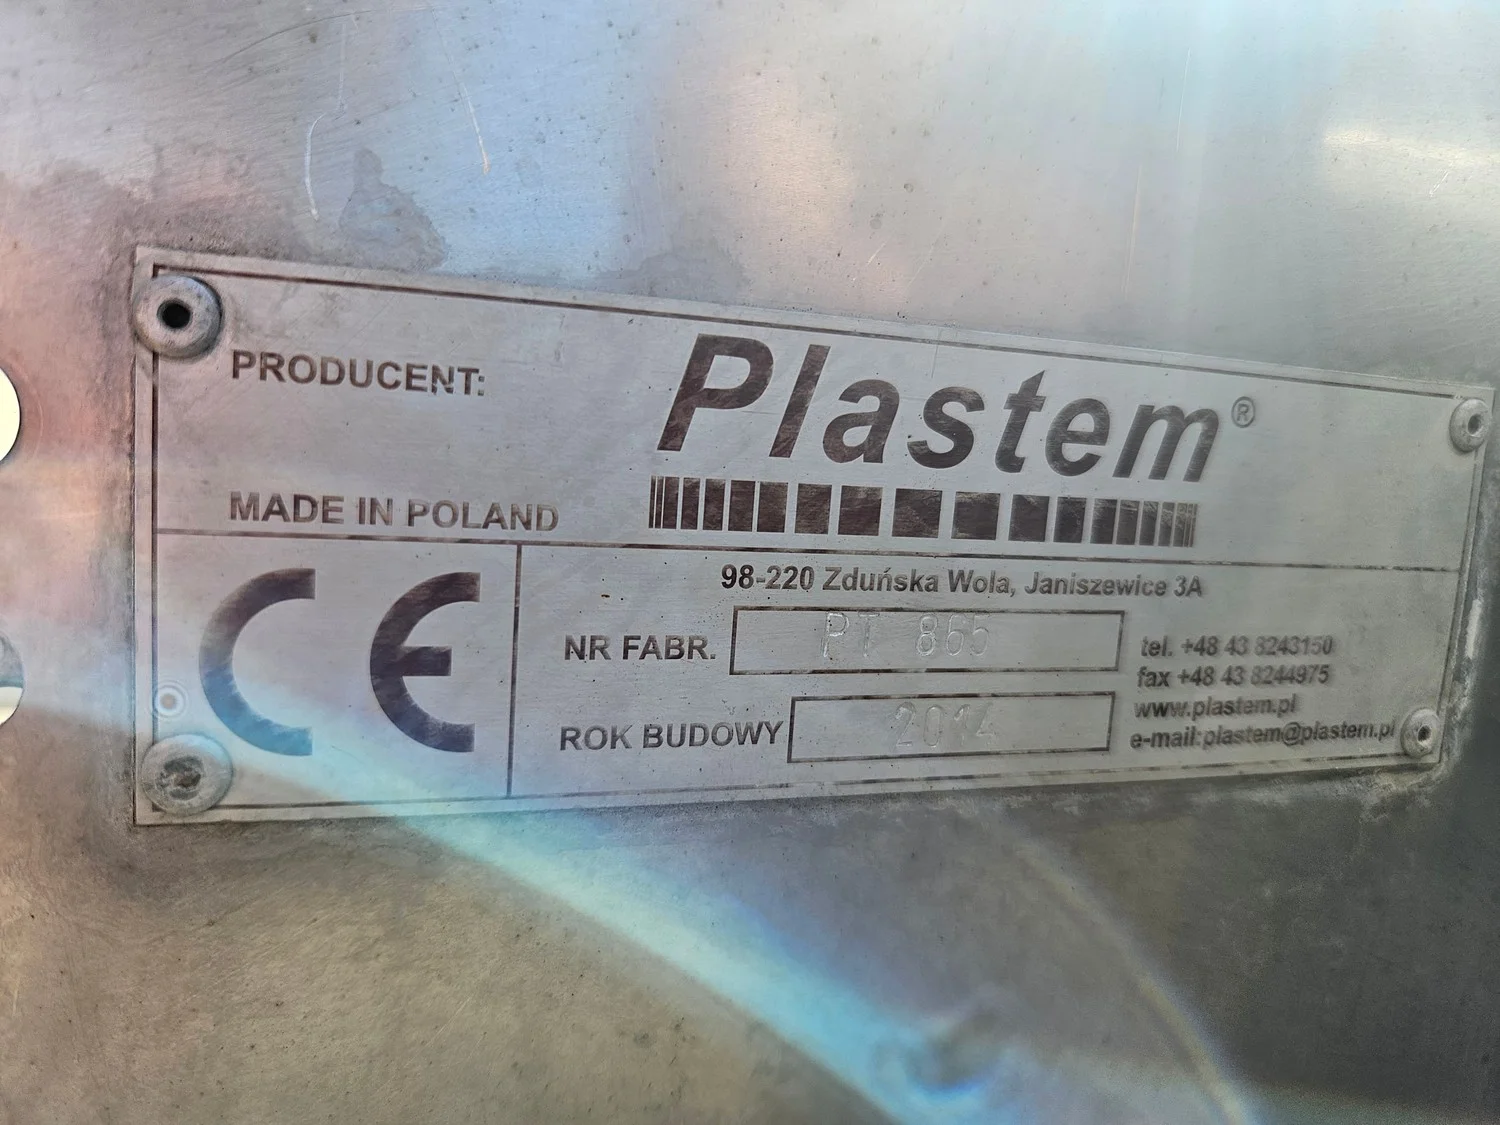 PRODUCENT:
Plastem®
MADE IN POLAND
CE
98-220 Zduńska Wola, Janiszewice 3A
NR FABR. PT 865
ROK BUDOWY 2014
tel. +48 43 8243150
fax +48 43 8244975
www.plastem.pl
e-mail:plastem@plastem.pl